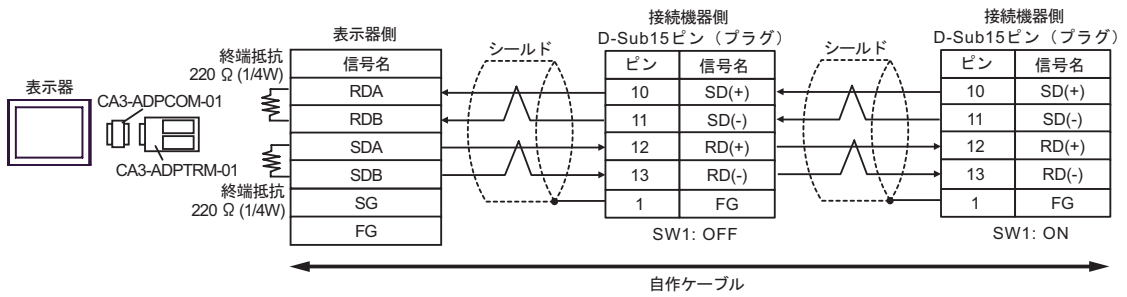 表示器
CA3-ADPCOM-01
CA3-ADPTRM-01
終端抵抗
220 Ω (1/4W)
終端抵抗
220 Ω (1/4W)
表示器側
信号名
RDA
RDB
SDA
SDB
SG
FG
シールド
接続機器側
D-Sub15ピン（プラグ）
ピン 信号名
10 SD(+)
11 SD(-)
12 RD(+)
13 RD(-)
1 FG
SW1: OFF
シールド
接続機器側
D-Sub15ピン（プラグ）
ピン 信号名
10 SD(+)
11 SD(-)
12 RD(+)
13 RD(-)
1 FG
SW1: ON
自作ケーブル